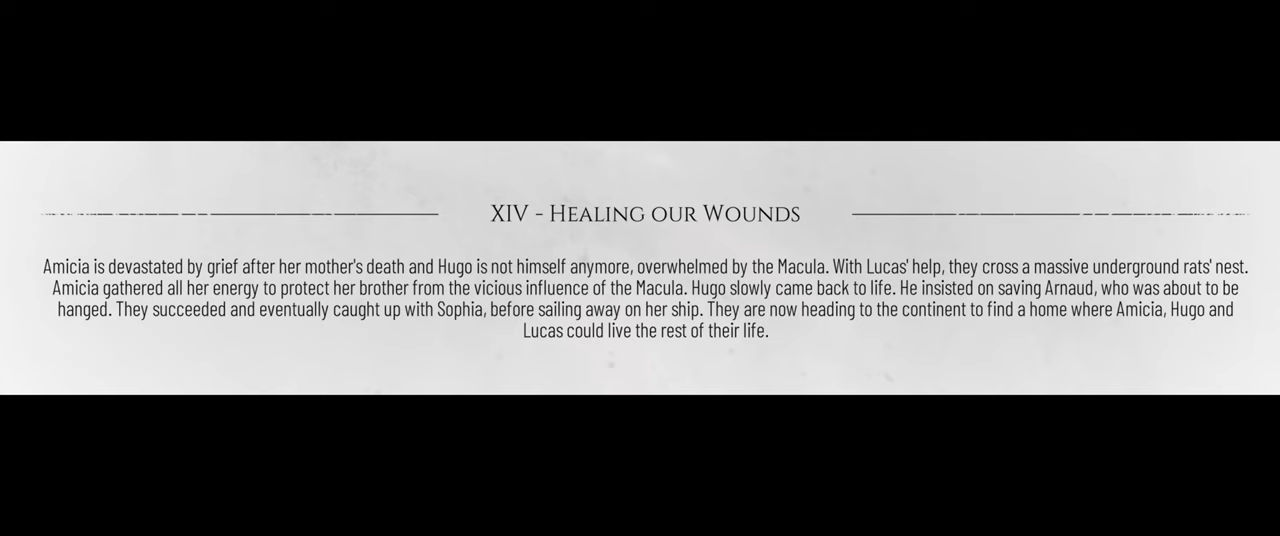 XIV - Healing our Wounds
Amicia is devastated by grief after her mother's death and Hugo is not himself anymore, overwhelmed by the Macula. With Lucas' help, they cross a massive underground rats' nest.
Amicia gathered all her energy to protect her brother from the vicious influence of the Macula. Hugo slowly came back to life. He insisted on saving Arnaud, who was about to be
hanged. They succeeded and eventually caught up with Sophia, before sailing away on her ship. They are now heading to the continent to find a home where Amicia, Hugo and
Lucas could live the rest of their life.